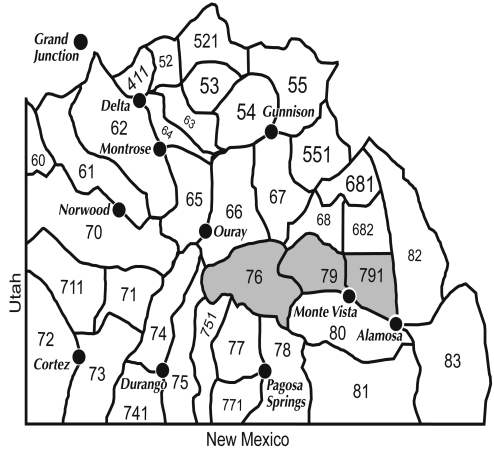 Grand
Junction
521
52
411
53
55
Delta
54
Gunnison
62
64
63
Montrose
551
60
61
681
65
66
67
Norwood
68
682
70
Ouray
82
76
79
791
711
71
Utah
Monte Vista
72
74
751
77
78
80
Alamosa
Cortez
73
83
Durango
75
Pagosa
Springs
81
741
771
New Mexico